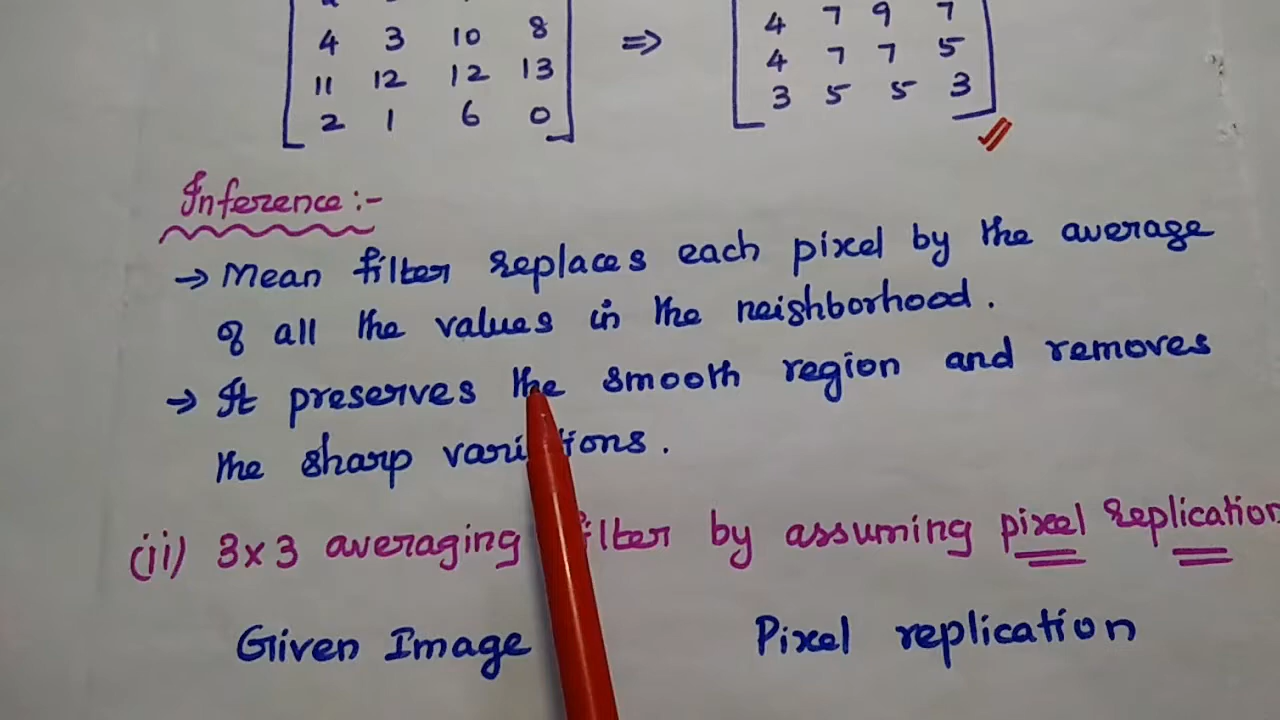 4 3 10 8 ⇒ 4 7 9 7
11 12 12 13 4 7 7 5
2 1 6 0 3 5 5 3
Inference:-
→ Mean filter replaces each pixel by the average
of all the values in the neishborhood.
→ It preserves the smooth region and removes
the sharp variations.
(ii) 3x3 averaging filter by assuming pixel replication
Given Image Pixel replication